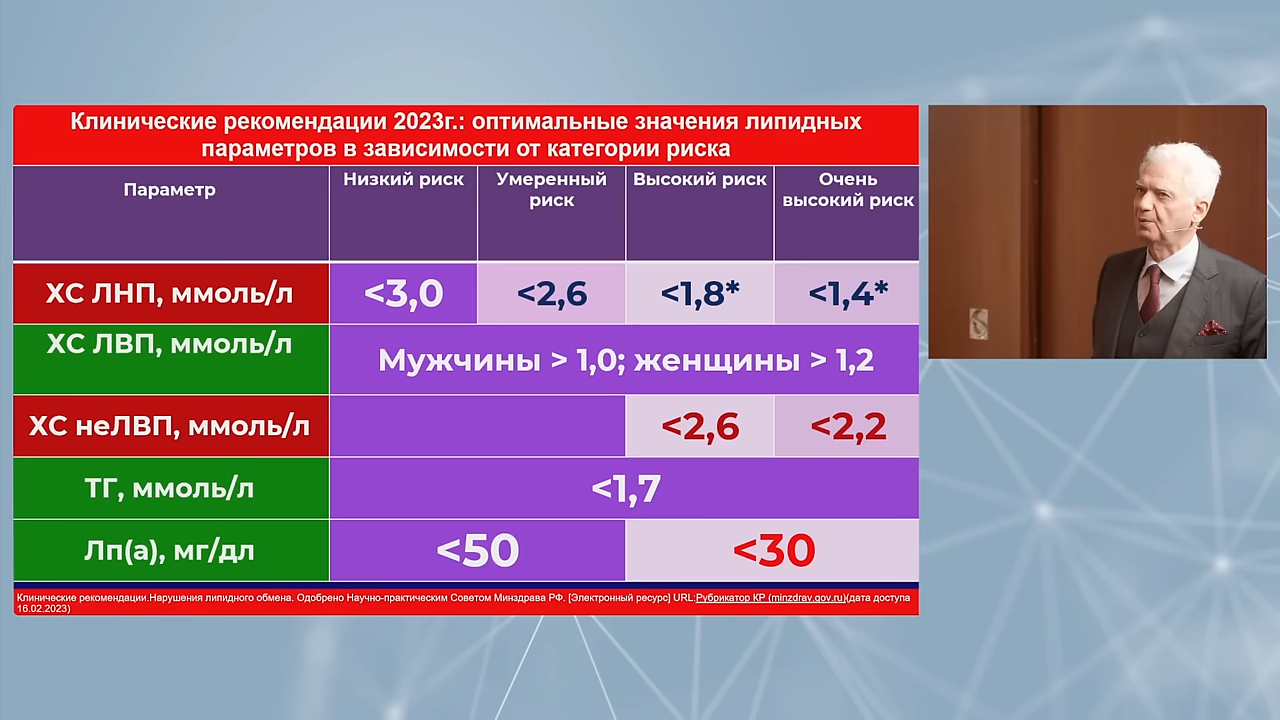 Клинические рекомендации 2023г.: оптимальные значения липидных
параметров в зависимости от категории риска
Параметр
Низкий риск
Умеренный
риск
Высокий риск
Очень
высокий риск
ХС ЛНП, ммоль/л
<3,0
<2,6
<1,8*
<1,4*
ХС ЛВП, ммоль/л
Мужчины > 1,0; женщины > 1,2
ХС неЛВП, ммоль/л
<2,6
<2,2
ТГ, ммоль/л
<1,7
Лп(а), мг/дл
<50
<30
Клинические рекомендации.Нарушения липидного обмена. Одобрено Научно-практическим Советом Минздрава РФ. [Электронный ресурс] URL:Рубрикатор КР (minzdrav.gov.ru)(дата доступа
16.02.2023)